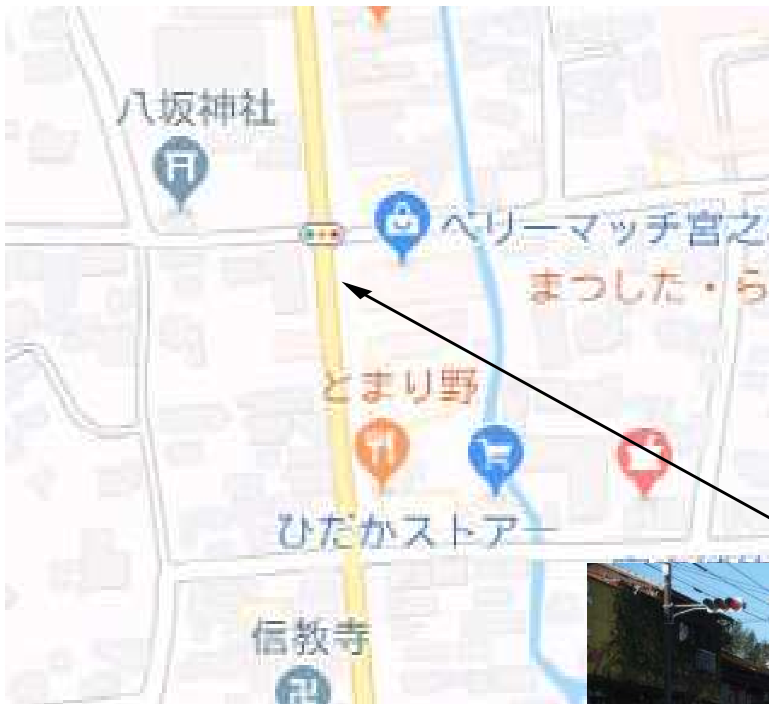 八坂神社
ベリーマッチ宮之
まつした・ら
とまり野
ひだかストアー
信教寺